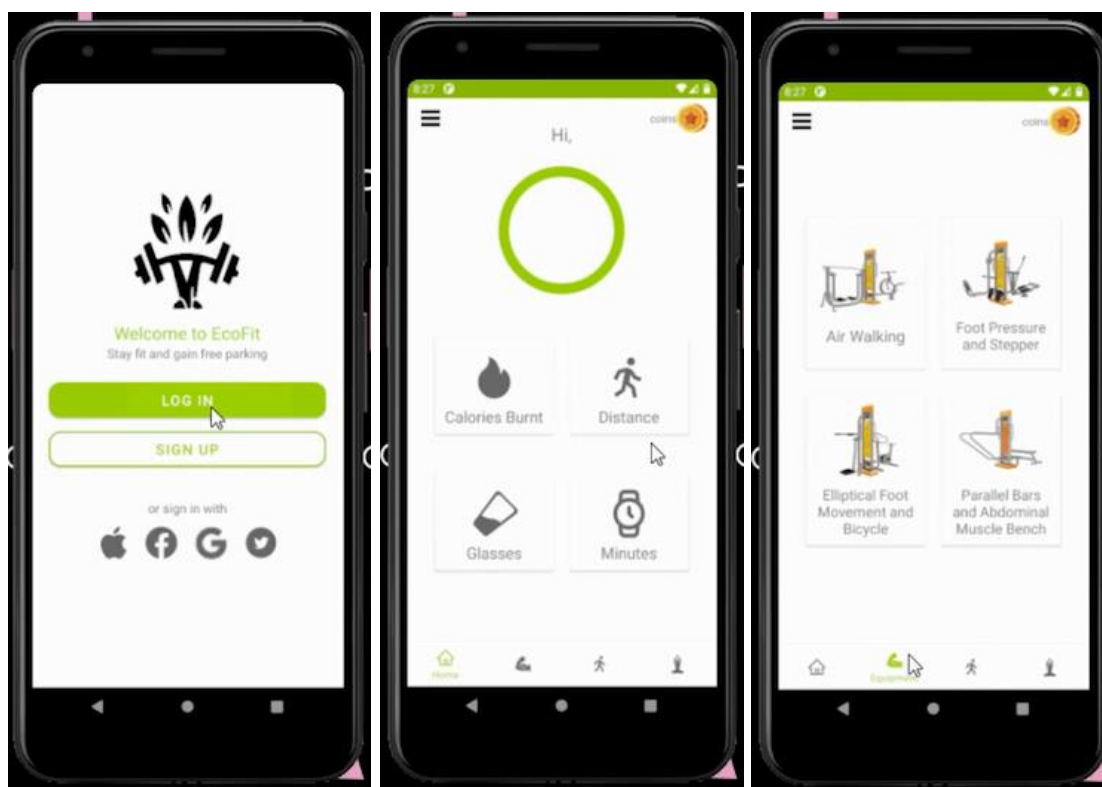 Welcome to EcoFit
Stay fit and gain free parking
LOG IN
SIGN UP
or sign in with
8:27
coins
Hi,
Calories Burnt
Distance
Glasses
Minutes
Home
8:27
coins
Air Walking
Foot Pressure
and Stepper
Elliptical Foot
Movement and
Bicycle
Parallel Bars
and Abdominal
Muscle Bench
Equipment